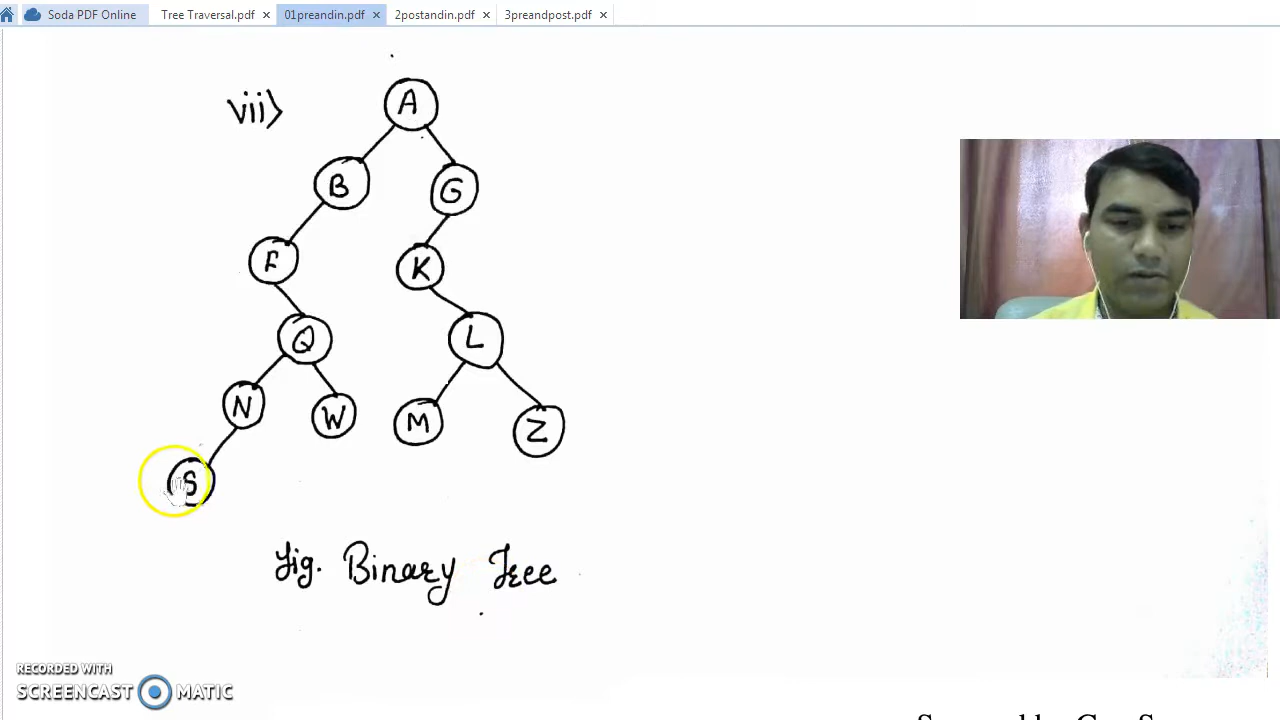 Soda PDF Online Tree Traversal.pdf × 01preandin.pdf × 2postandin.pdf × 3preandpost.pdf ×
vii)
A
B G
F K
Q L
N W M Z
S
fig. Binary Tree
RECORDED WITH
SCREENCAST MATIC